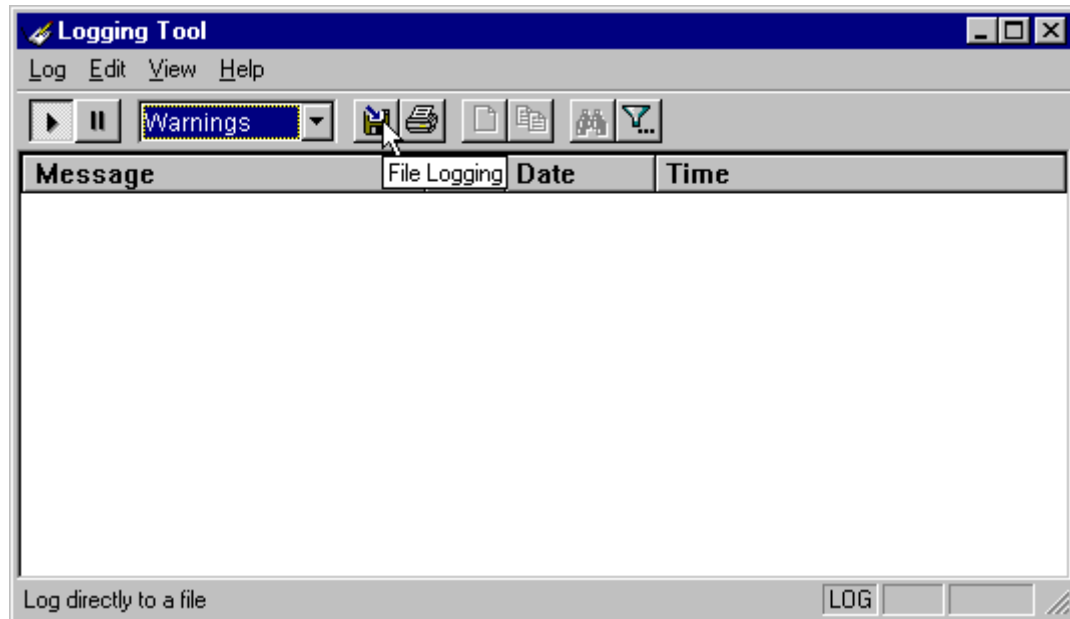 Logging Tool
Log Edit View Help
Warnings
Message File Logging Date Time
Log directly to a file LOG